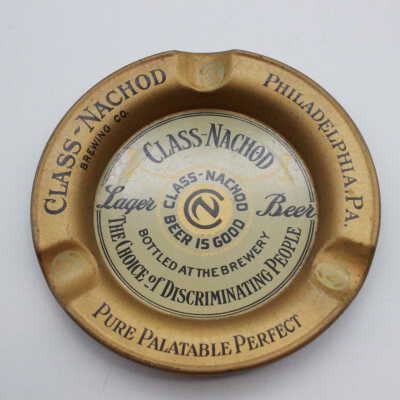 CLASS-NACHOD
BREWING CO.
PHILADELPHIA, PA.
PURE PALATABLE PERFECT
CLASS-NACHOD
Lager Beer
CLASS-NACHOD
CN
BEER IS GOOD
BOTTLED AT THE BREWERY
THE CHOICE of DISCRIMINATING PEOPLE